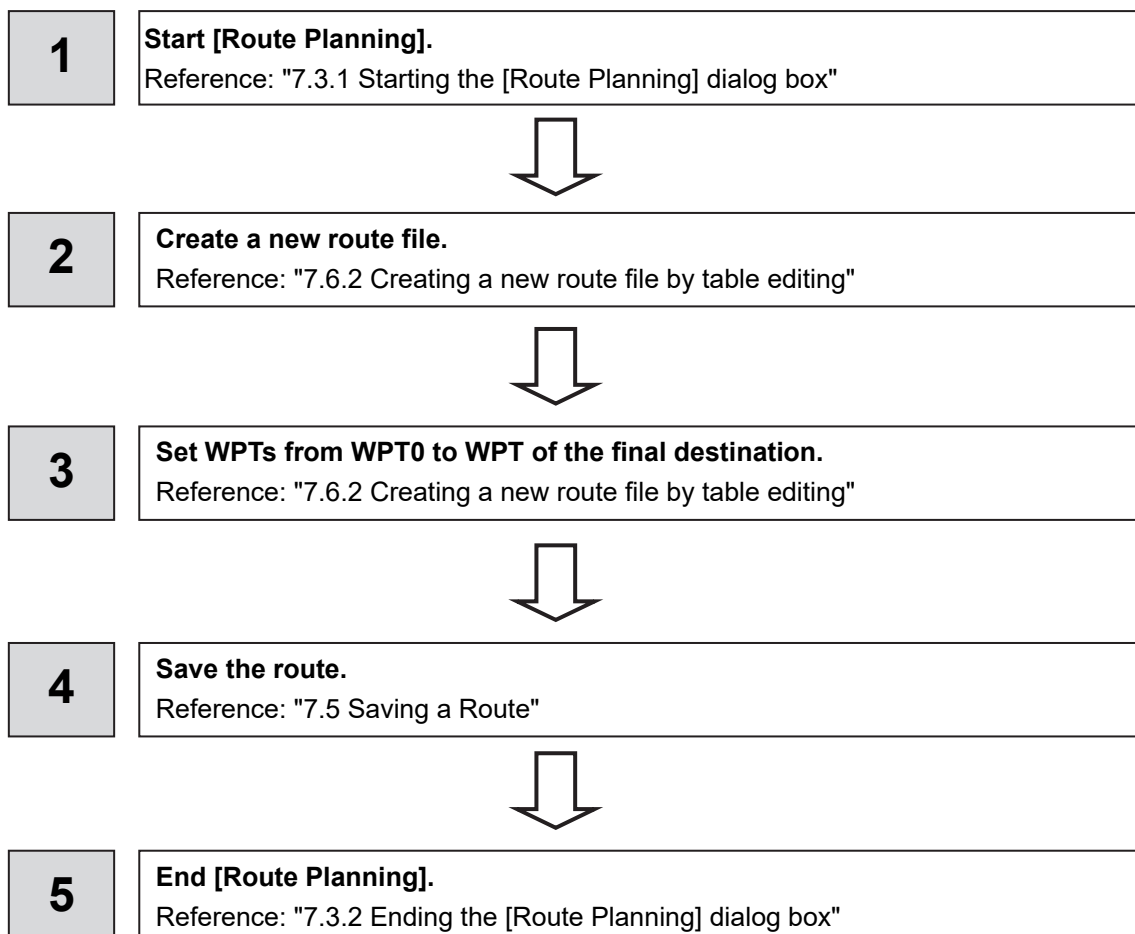 1
Start [Route Planning].
Reference: "7.3.1 Starting the [Route Planning] dialog box"
2
Create a new route file.
Reference: "7.6.2 Creating a new route file by table editing"
3
Set WPTs from WPT0 to WPT of the final destination.
Reference: "7.6.2 Creating a new route file by table editing"
4
Save the route.
Reference: "7.5 Saving a Route"
5
End [Route Planning].
Reference: "7.3.2 Ending the [Route Planning] dialog box"